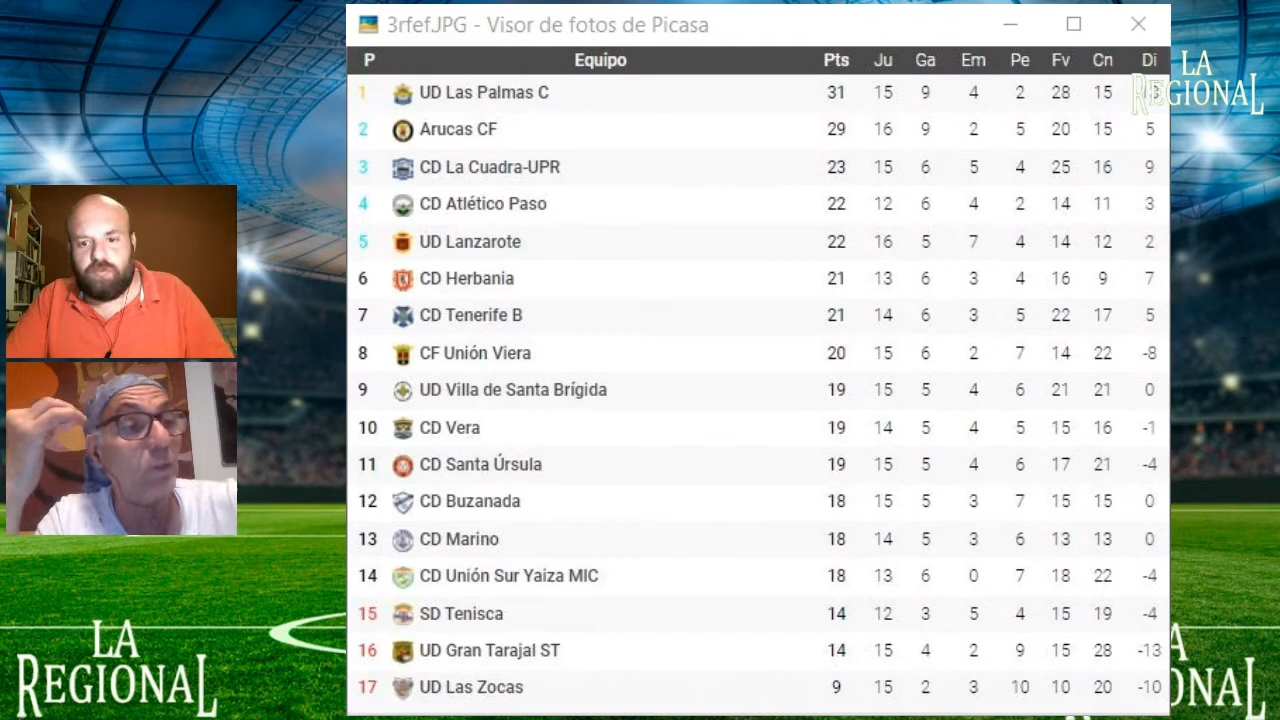 3rfef.JPG - Visor de fotos de Picasa
P Equipo Pts Ju Ga Em Pe Fv Cn Di
LA
REGIONAL
1 UD Las Palmas C 31 15 9 4 2 28 15
2 Arucas CF 29 16 9 2 5 20 15 5
3 CD La Cuadra-UPR 23 15 6 5 4 25 16 9
4 CD Atlético Paso 22 12 6 4 2 14 11 3
5 UD Lanzarote 22 16 5 7 4 14 12 2
6 CD Herbania 21 13 6 3 4 16 9 7
7 CD Tenerife B 21 14 6 3 5 22 17 5
8 CF Unión Viera 20 15 6 2 7 14 22 -8
9 UD Villa de Santa Brígida 19 15 5 4 6 21 21 0
10 CD Vera 19 14 5 4 5 15 16 -1
11 CD Santa Úrsula 19 15 5 4 6 17 21 -4
12 CD Buzanada 18 15 5 3 7 15 15 0
13 CD Marino 18 14 5 3 6 13 13 0
14 CD Unión Sur Yaiza MIC 18 13 6 0 7 18 22 -4
15 SD Tenisca 14 12 3 5 4 15 19 -4
16 UD Gran Tarajal ST 14 15 4 2 9 15 28 -13
17 UD Las Zocas 9 15 2 3 10 10 20 -10
LA
REGIONAL